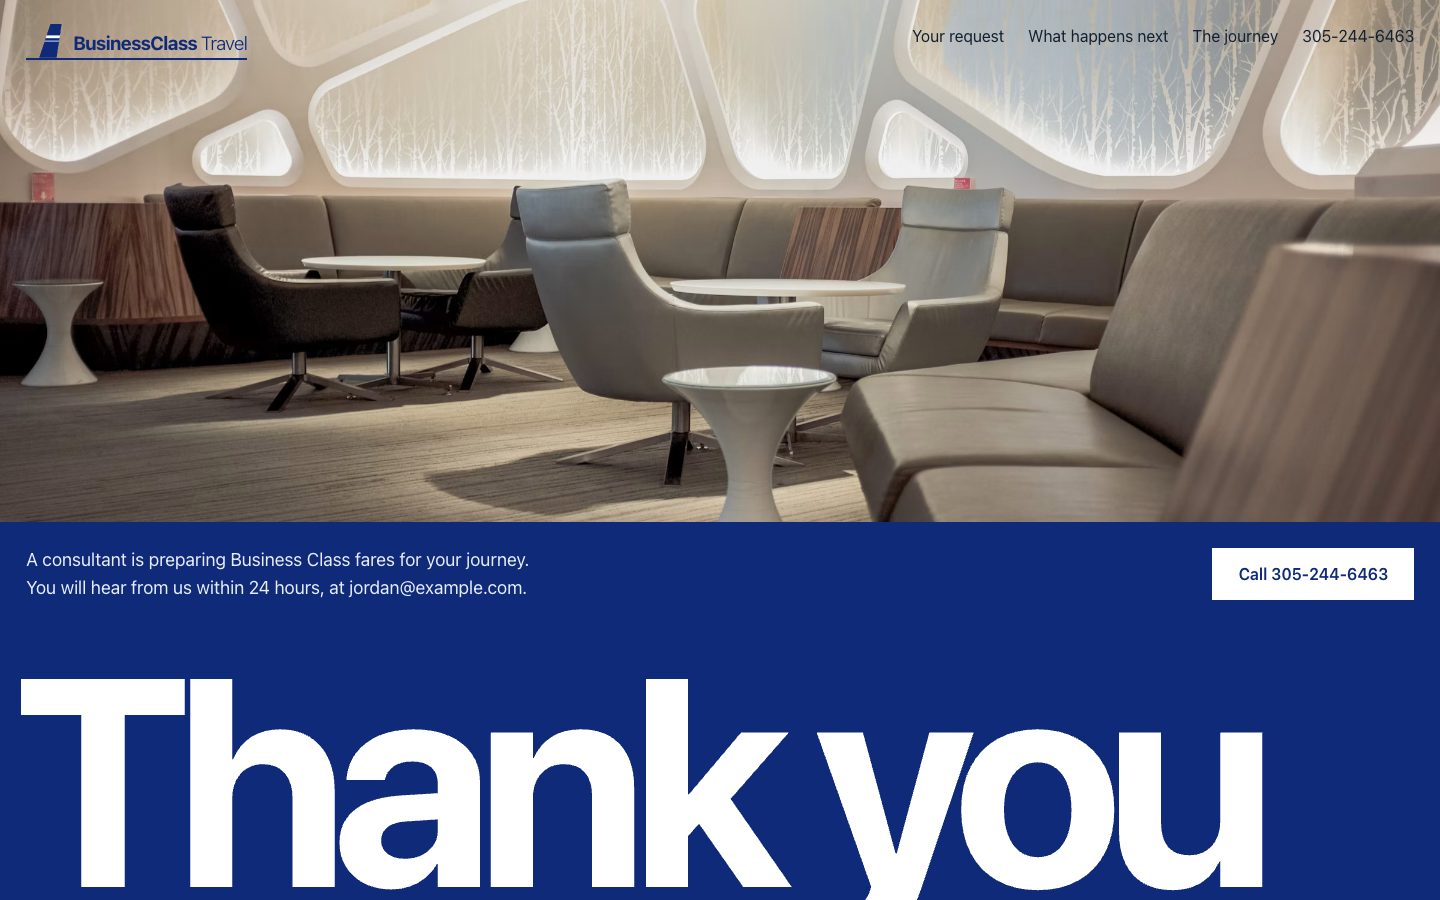 BusinessClass Travel
Your request
What happens next
The journey
305-244-6463
A consultant is preparing Business Class fares for your journey.
You will hear from us within 24 hours, at jordan@example.com.
Call 305-244-6463
Thank you